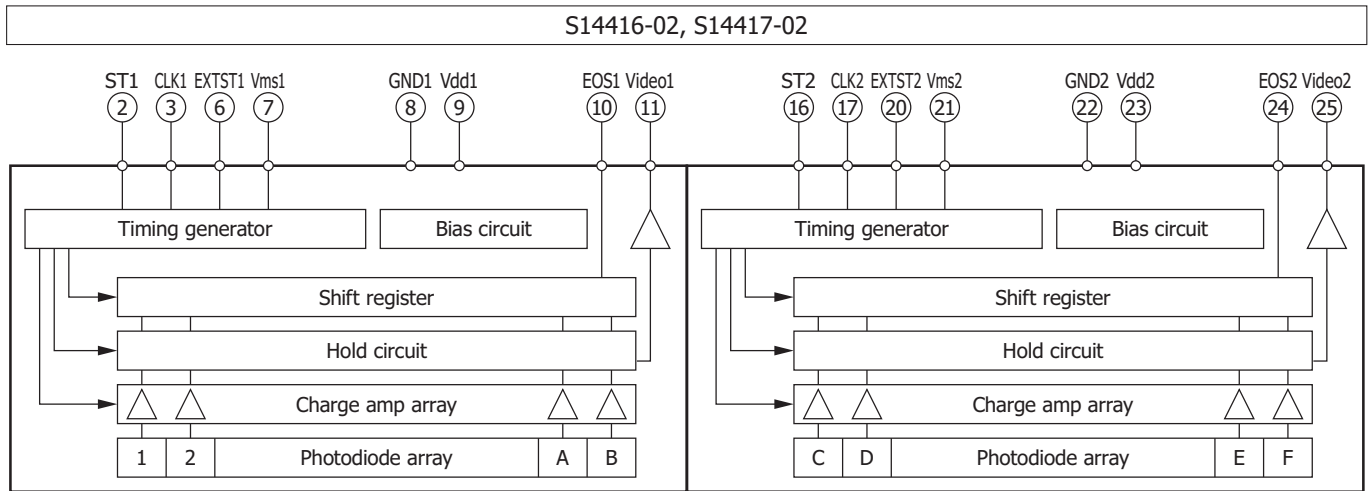 S14416-02, S14417-02
ST1 CLK1 EXTST1 Vms1 GND1 Vdd1 EOS1 Video1 ST2 CLK2 EXTST2 Vms2 GND2 Vdd2 EOS2 Video2
2 3 6 7 8 9 10 11 16 17 20 21 22 23 24 25
Timing generator Bias circuit Timing generator Bias circuit
Shift register Shift register
Hold circuit Hold circuit
Charge amp array Charge amp array
1 2 Photodiode array A B C D Photodiode array E F